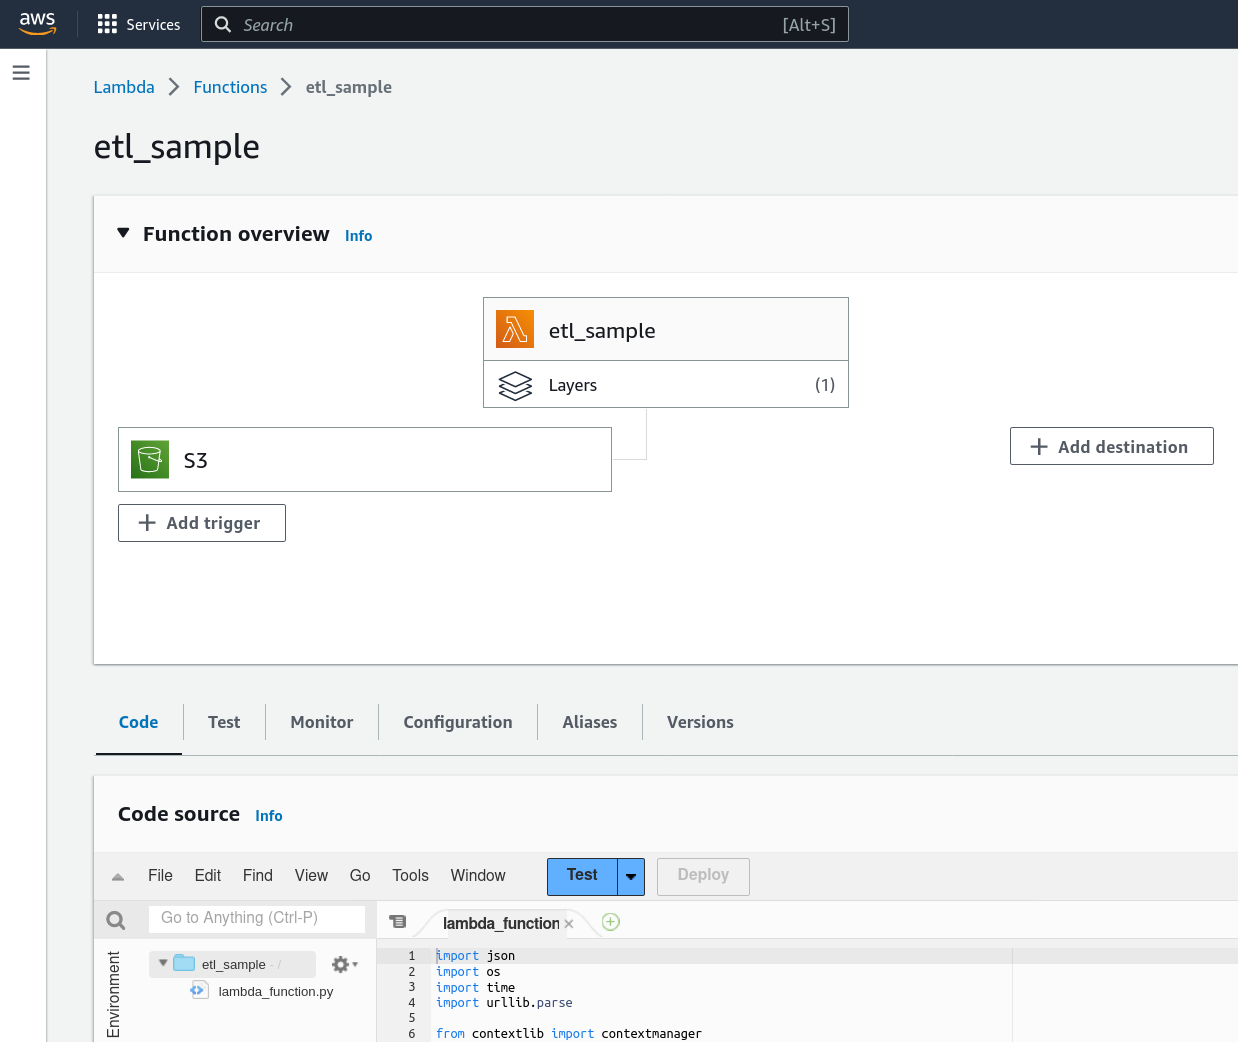 aws
Services
Search [Alt+S]
Lambda Functions etl_sample
etl_sample
Function overview Info
etl_sample
Layers (1)
S3
Add destination
Add trigger
Code Test Monitor Configuration Aliases Versions
Code source Info
File Edit Find View Go Tools Window Test Deploy
Go to Anything (Ctrl-P)
lambda_function
Environment
etl_sample - /
lambda_function.py
1 import json
2 import os
3 import time
4 import urllib.parse
5
6 from contextlib import contextmanager